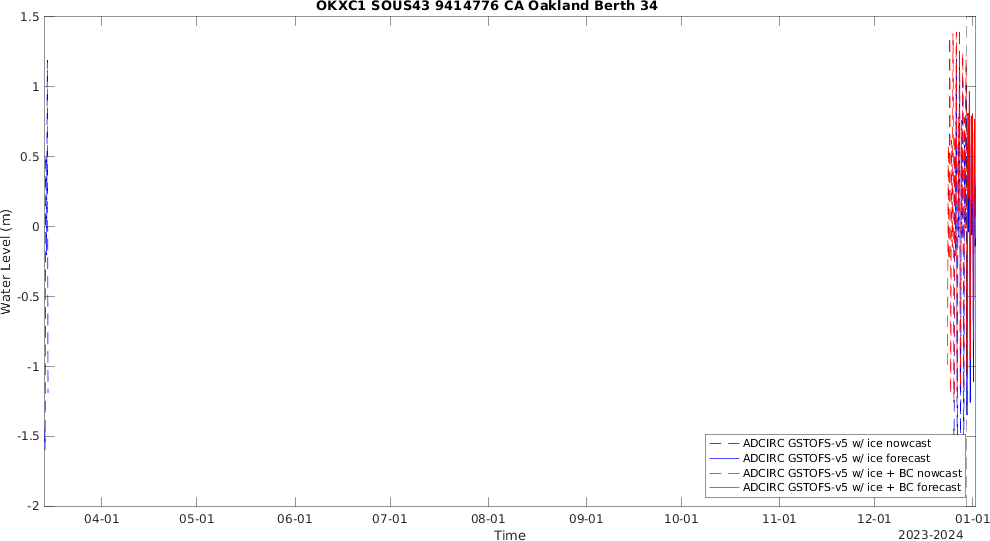 OKXC1 SOUS43 9414776 CA Oakland Berth 34
1.5
1
0.5
0
-0.5
-1
-1.5
-2
Water Level (m)
04-01 05-01 06-01 07-01 08-01 09-01 10-01 11-01 12-01 01-01
Time
2023-2024
ADCIRC GSTOFS-v5 w/ ice nowcast
ADCIRC GSTOFS-v5 w/ ice forecast
ADCIRC GSTOFS-v5 w/ ice + BC nowcast
ADCIRC GSTOFS-v5 w/ ice + BC forecast